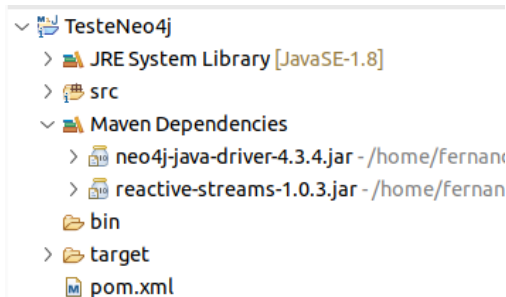 TesteNeo4j
JRE System Library [JavaSE-1.8]
src
Maven Dependencies
neo4j-java-driver-4.3.4.jar - /home/fernand
reactive-streams-1.0.3.jar - /home/fernan
bin
target
pom.xml